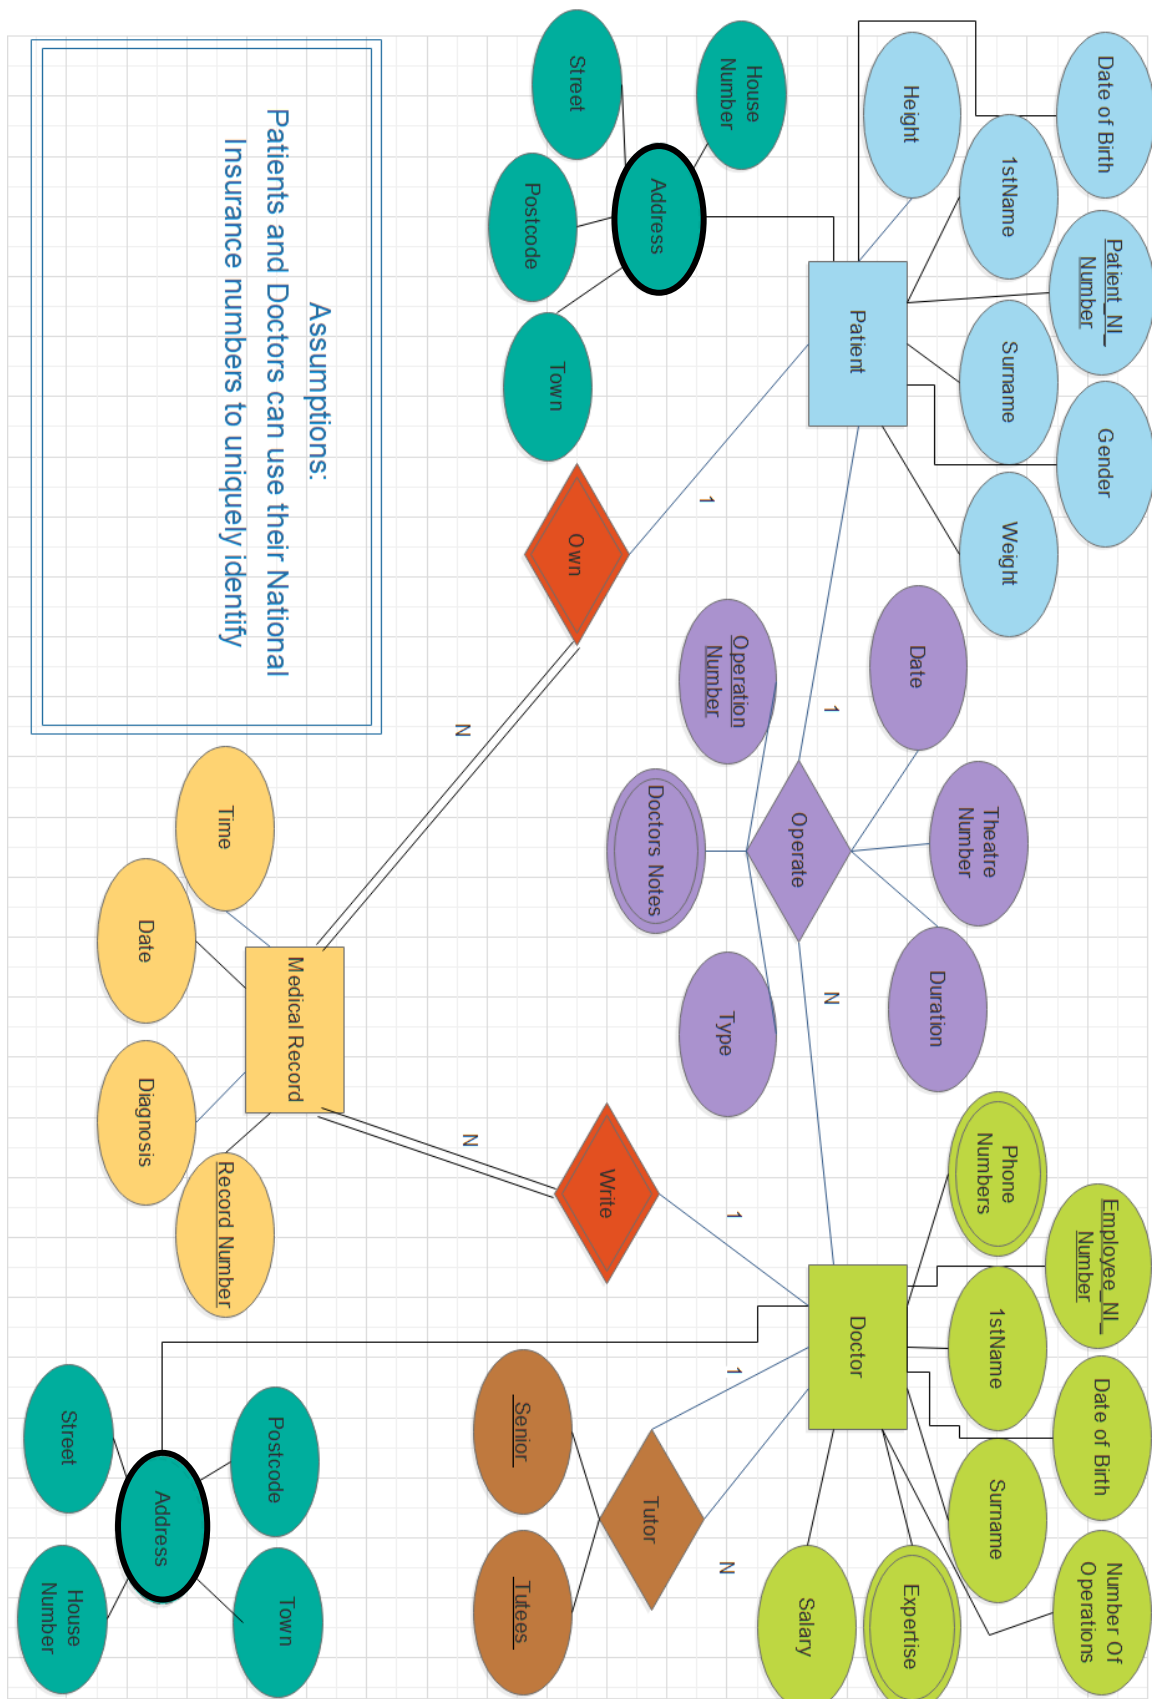 Date of Birth
1stName
Patient_NI_
Number
Surname
Gender
Height
Weight
Patient
House
Number
Street
Address
Postcode
Town
Date
Theatre
Number
Duration
Operation
Number
Doctors Notes
Type
Operate
1
N
Phone
Numbers
Employee_NI_
Number
1stName
Date of Birth
Surname
Number Of
Operations
Expertise
Salary
Doctor
Own
1
N
Write
1
N
Tutor
1
N
Senior
Tutees
Medical Record
Time
Date
Diagnosis
Record Number
Postcode
Town
Address
Street
House
Number
Assumptions:
Patients and Doctors can use their National
Insurance numbers to uniquely identify